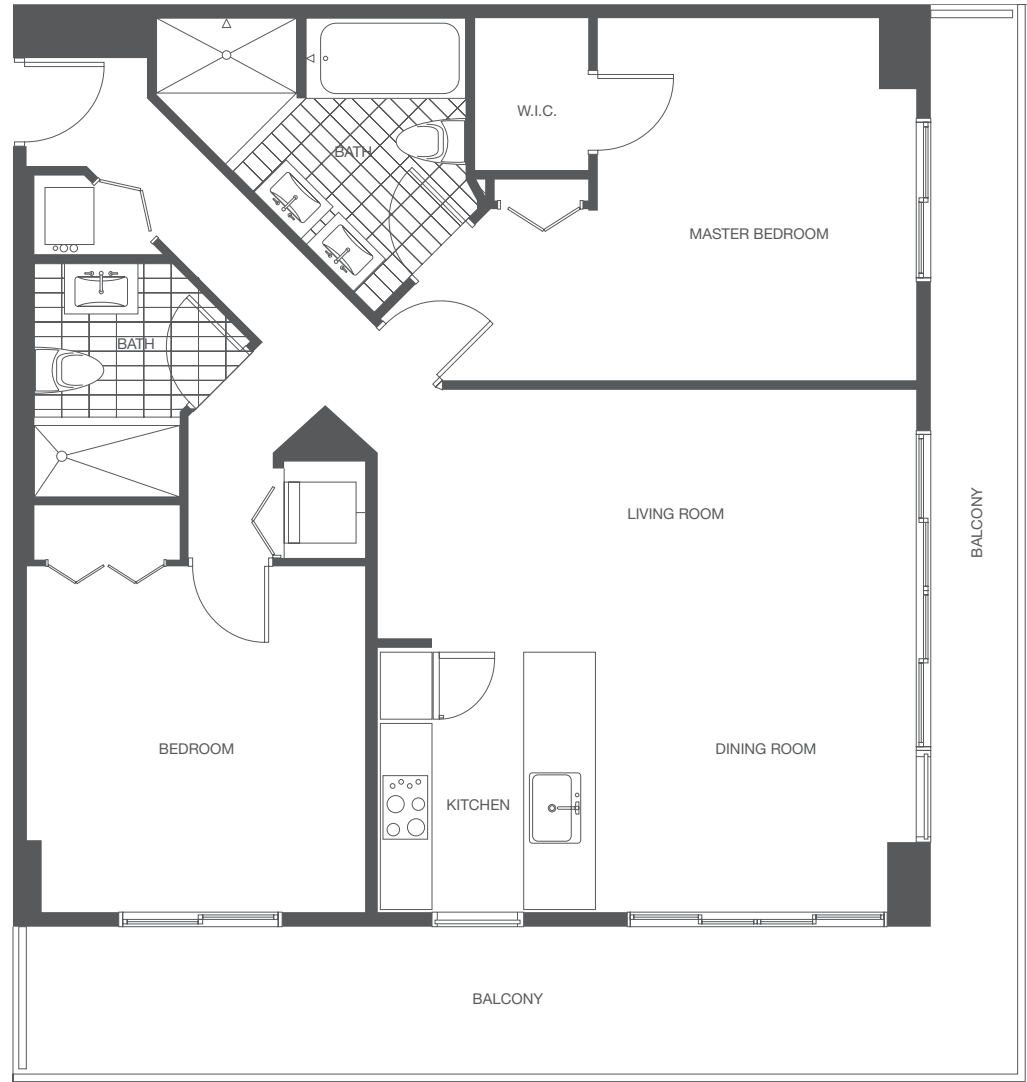 W.I.C.
BATH
MASTER BEDROOM
BATH
LIVING ROOM
BALCONY
BEDROOM
DINING ROOM
KITCHEN
BALCONY